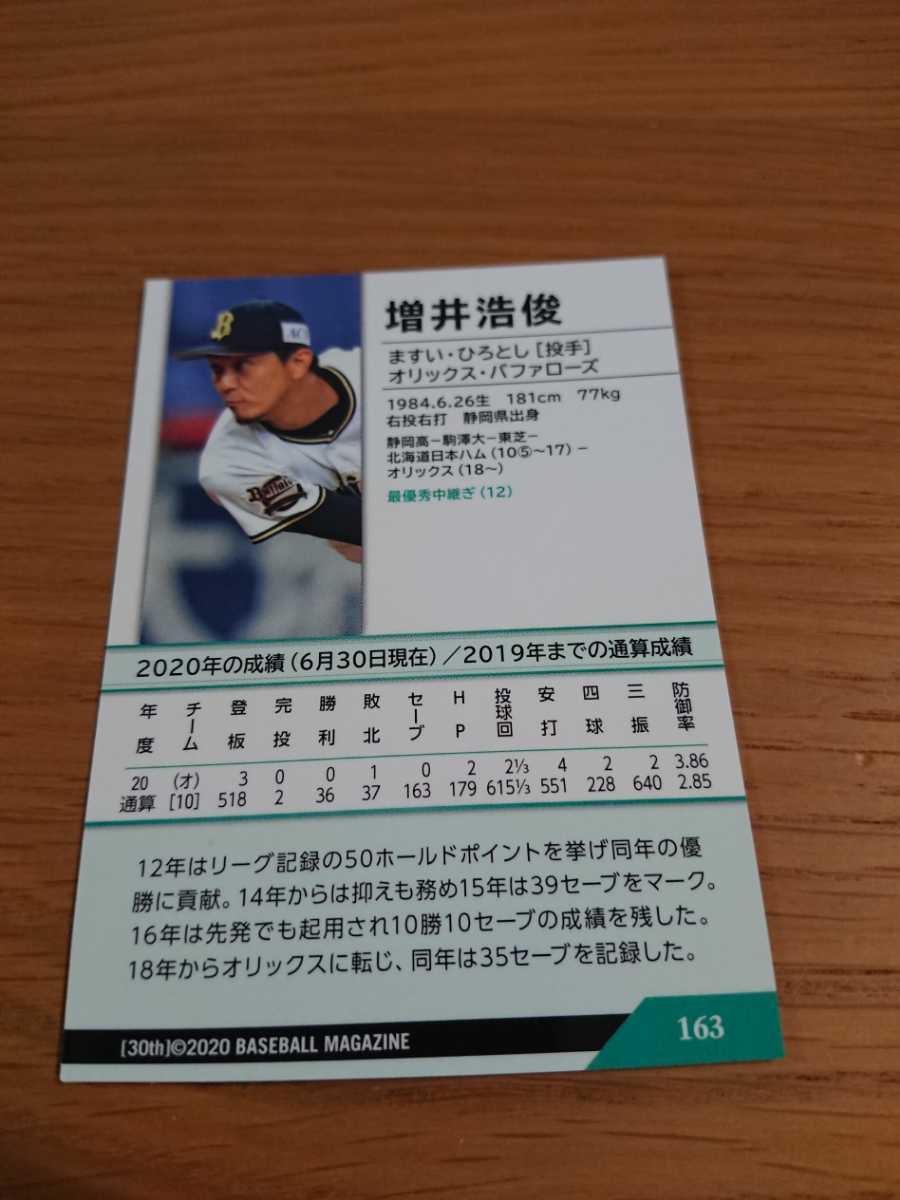 増井浩俊
ますい・ひろとし［投手］
オリックス・バファローズ
1984.6.26生　181cm　77kg
右投右打　静岡県出身
静岡高－駒澤大－東芝－
北海道日本ハム（10⑤～17）－
オリックス（18～）
最優秀中継ぎ（12）
B
Buffaloes
2020年の成績（6月30日現在）／2019年までの通算成績
年度 チーム 登板 完投 勝利 敗北 セーブ HP 投球回 安打 四球 三振 防御率
20 (オ) 3 0 0 1 0 2 2⅓ 4 2 2 3.86
通算 [10] 518 2 36 37 163 179 615⅓ 551 228 640 2.85
12年はリーグ記録の50ホールドポイントを挙げ同年の優
勝に貢献。14年からは抑えも務め15年は39セーブをマーク。
16年は先発でも起用され10勝10セーブの成績を残した。
18年からオリックスに転じ、同年は35セーブを記録した。
[30th]©2020 BASEBALL MAGAZINE
163